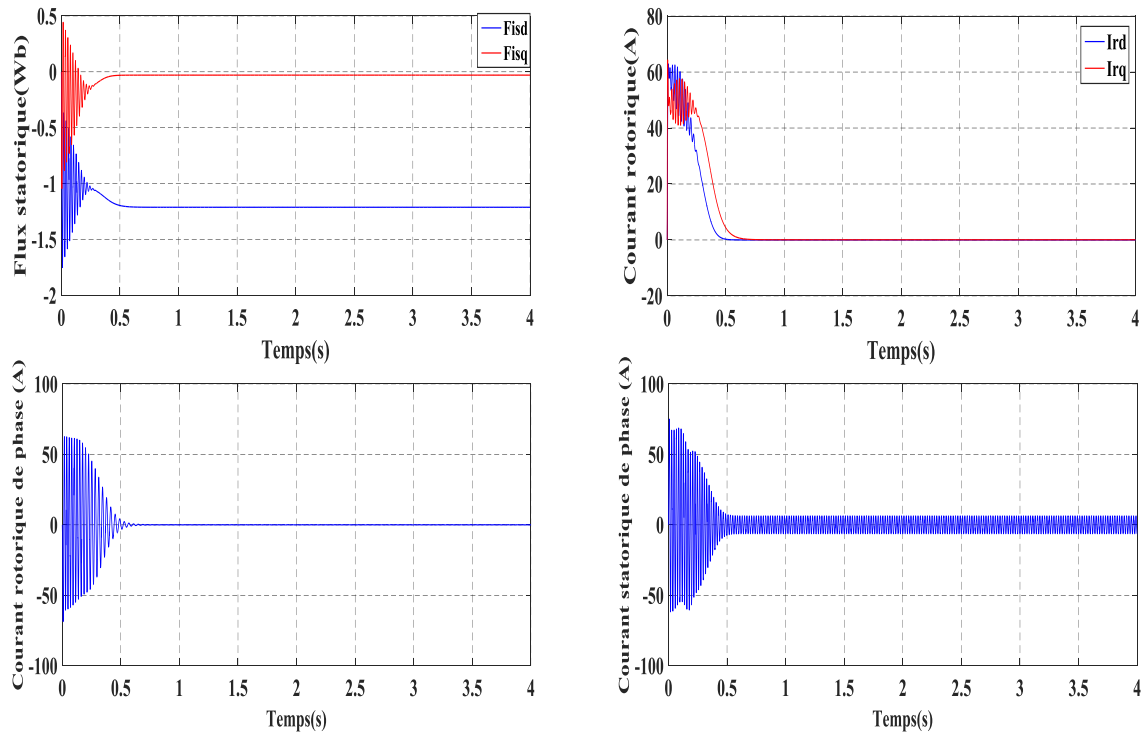 Flux statorique(Wb)
0.5
0
-0.5
-1
-1.5
-2
Fisd
Fisq
0 0.5 1 1.5 2 2.5 3 3.5 4
Temps(s)
Courant rotorique(A)
80
60
40
20
0
-20
Ird
Irq
0 0.5 1 1.5 2 2.5 3 3.5 4
Temps(s)
Courant rotorique de phase (A)
100
50
0
-50
-100
0 0.5 1 1.5 2 2.5 3 3.5 4
Temps(s)
Courant statorique de phase (A)
100
50
0
-50
-100
0 0.5 1 1.5 2 2.5 3 3.5 4
Temps(s)